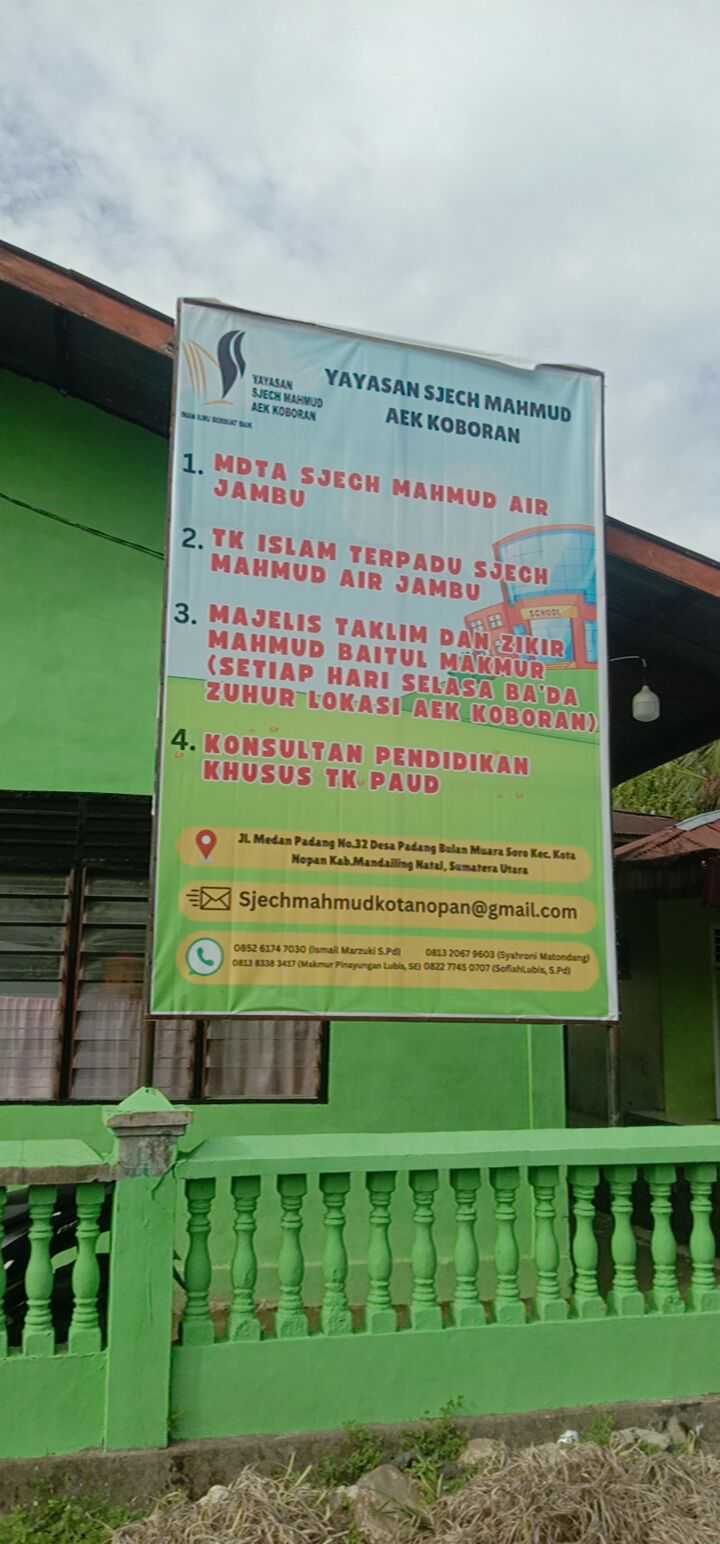 YAYASAN
SJECH MAHMUD
AEK KOBORAN
IMAN ILMU BERBUAT BAIK
YAYASAN SJECH MAHMUD
AEK KOBORAN
1. MDTA SJECH MAHMUD AIR
JAMBU
2. TK ISLAM TERPADU SJECH
MAHMUD AIR JAMBU
SCHOOL
3. MAJELIS TAKLIM DAN ZIKIR
MAHMUD BAITUL MAKMUR
(SETIAP HARI SELASA BA'DA
ZUHUR LOKASI AEK KOBORAN)
4. KONSULTAN PENDIDIKAN
KHUSUS TK PAUD
JL Medan Padang No.32 Desa Padang Bulan Muara Soro Kec. Kota
Nopan Kab.Mandailing Natal, Sumatera Utara
Sjechmahmudkotanopan@gmail.com
0852 6174 7030 (Ismail Marzuki S.Pd) 0813 2067 9603 (Syahroni Matondang)
0813 8338 3417 (Makmur Pinayungan Lubis, SE) 0822 7745 0707 (SofiahLubis, S.Pd)